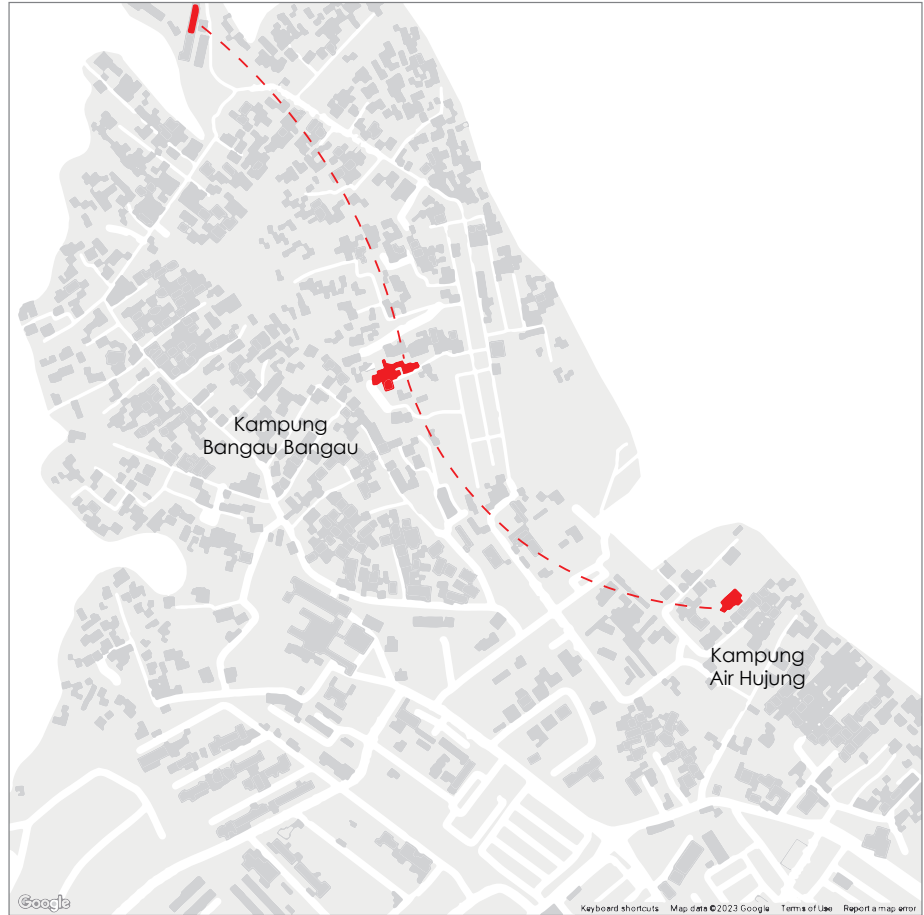 Kampung
Bangau Bangau
Kampung
Air Hujung
Google
Keyboard shortcuts Map data ©2023 Google Terms of Use Report a map error